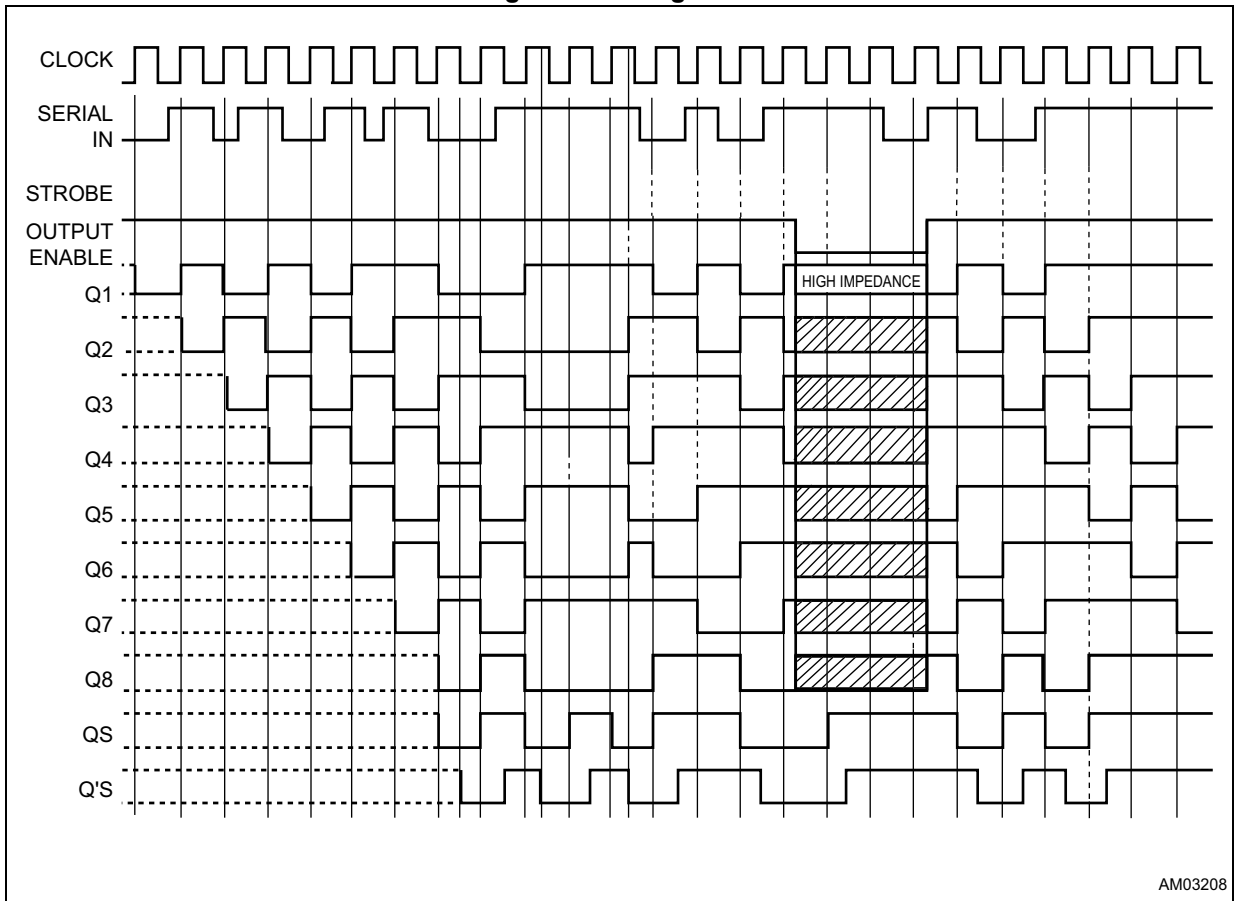 CLOCK
SERIAL
IN
STROBE
OUTPUT
ENABLE
HIGH IMPEDANCE
Q1
Q2
Q3
Q4
Q5
Q6
Q7
Q8
QS
Q'S
AM03208